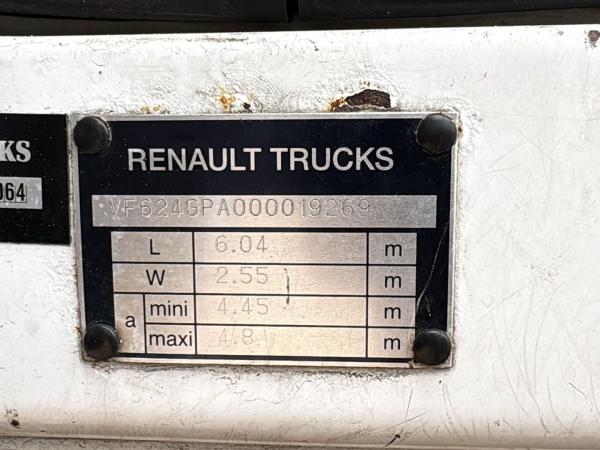 KS
064
RENAULT TRUCKS
VF624GPA000019269
L 6.04 m
W 2.55 m
a mini 4.45 m
maxi 4.8 m